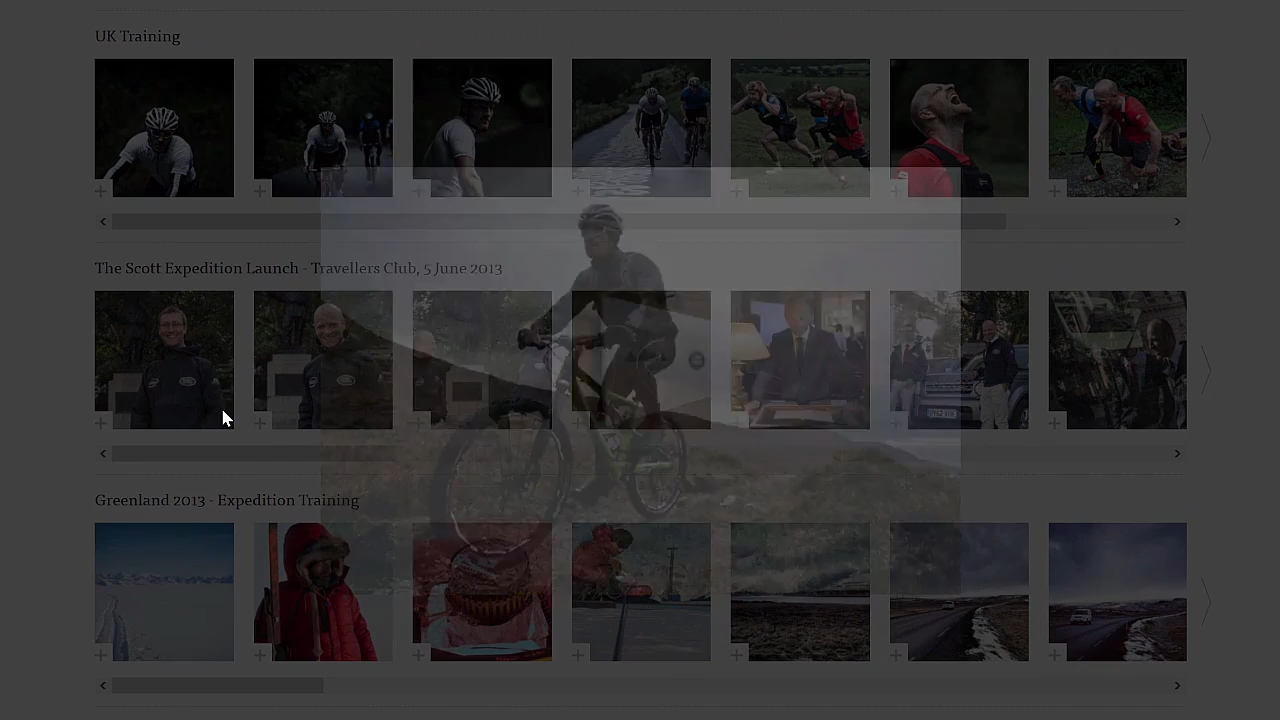 UK Training
The Scott Expedition Launch - Travellers Club, 5 June 2013
Greenland 2013 - Expedition Training